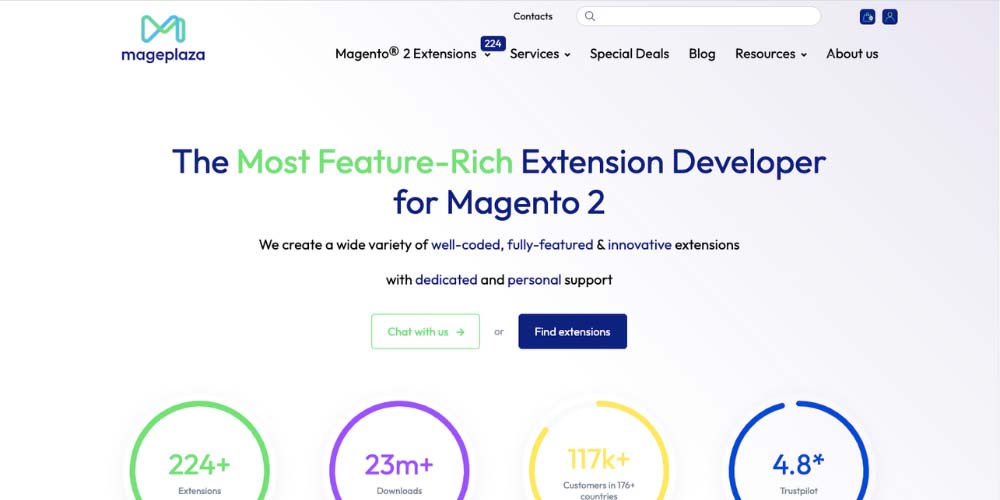 Contacts
mageplaza
Magento® 2 Extensions 224 Services Special Deals Blog Resources About us
The Most Feature-Rich Extension Developer
for Magento 2
We create a wide variety of well-coded, fully-featured & innovative extensions
with dedicated and personal support
Chat with us → or Find extensions
224+ 23m+ 117k+ 4.8*
Extensions Downloads Customers in 176+ Trustpilot
countries